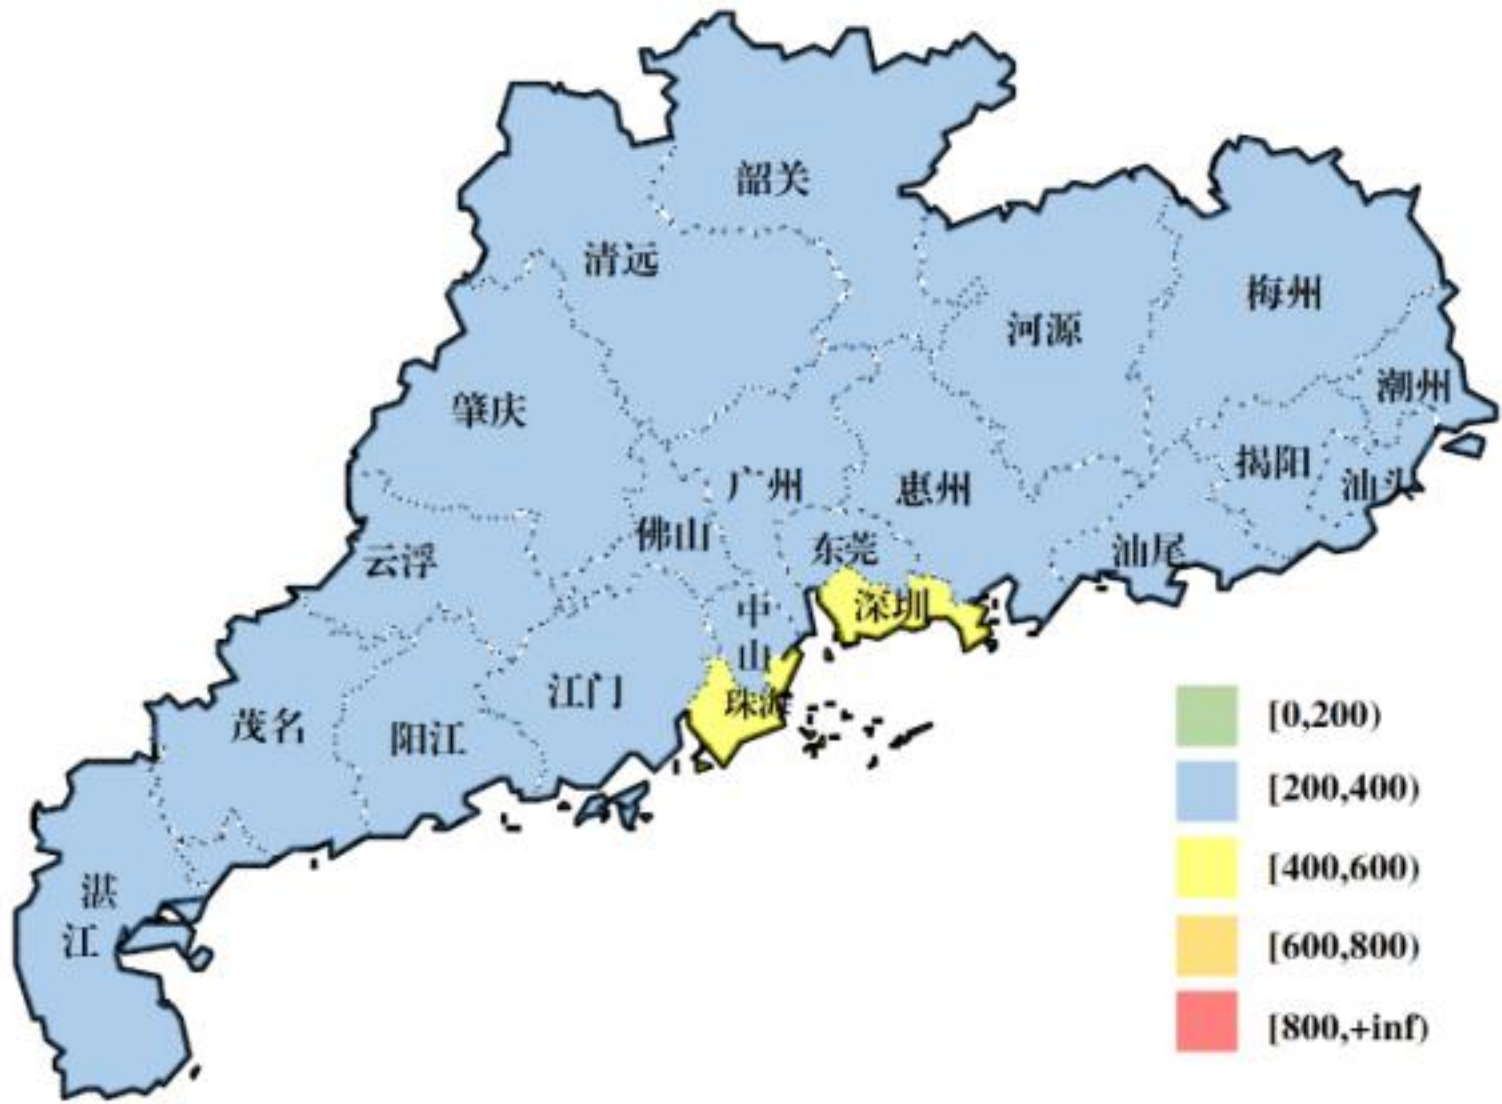 韶关
清远
梅州
河源
潮州
肇庆
揭阳
广州
惠州
汕头
佛山
东莞
汕尾
云浮
中山
深圳
江门
珠海
茂名
阳江
湛江
[0,200)
[200,400)
[400,600)
[600,800)
[800,+inf)